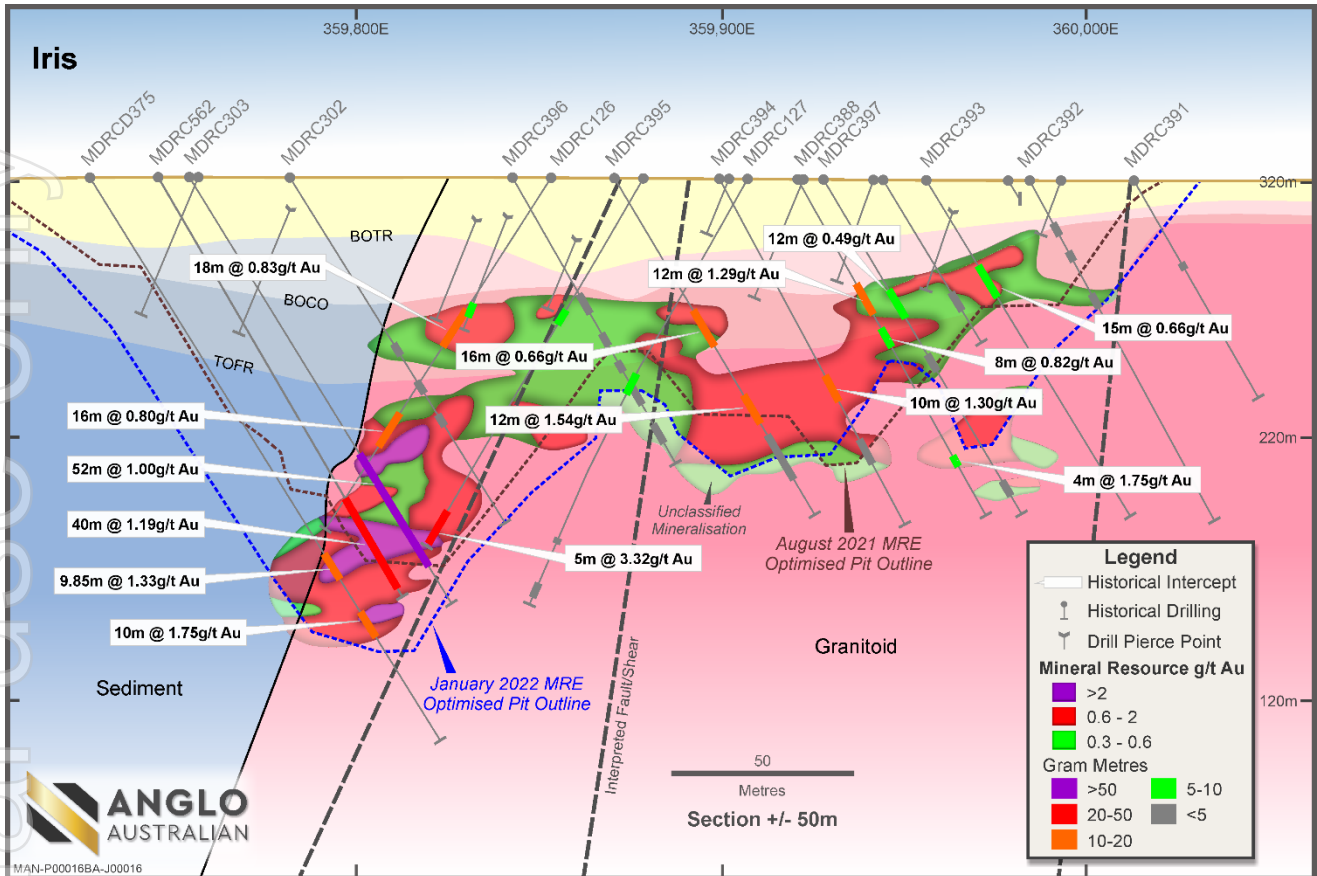 359,800E
359,900E
360,000E
Iris
MDRCD375
MDRC562
MDRC303
MDRC302
MDRC396
MDRC126
MDRC395
MDRC394
MDRC127
MDRC388
MDRC397
MDRC393
MDRC392
MDRC391
320m
BOTR
12m @ 0.49g/t Au
18m @ 0.83g/t Au
12m @ 1.29g/t Au
BOCO
15m @ 0.66g/t Au
16m @ 0.66g/t Au
TOFR
8m @ 0.82g/t Au
10m @ 1.30g/t Au
16m @ 0.80g/t Au
12m @ 1.54g/t Au
220m
52m @ 1.00g/t Au
4m @ 1.75g/t Au
Unclassified
Mineralisation
40m @ 1.19g/t Au
August 2021 MRE
Optimised Pit Outline
5m @ 3.32g/t Au
9.85m @ 1.33g/t Au
10m @ 1.75g/t Au
Sediment
January 2022 MRE
Optimised Pit Outline
Interpreted Fault/Shear
Granitoid
120m
Legend
Historical Intercept
Historical Drilling
Drill Pierce Point
Mineral Resource g/t Au
>2
0.6 - 2
0.3 - 0.6
Gram Metres
>50
5-10
20-50
<5
10-20
50
Metres
Section +/- 50m
ANGLO
AUSTRALIAN
MAN-P00016BA-J00016